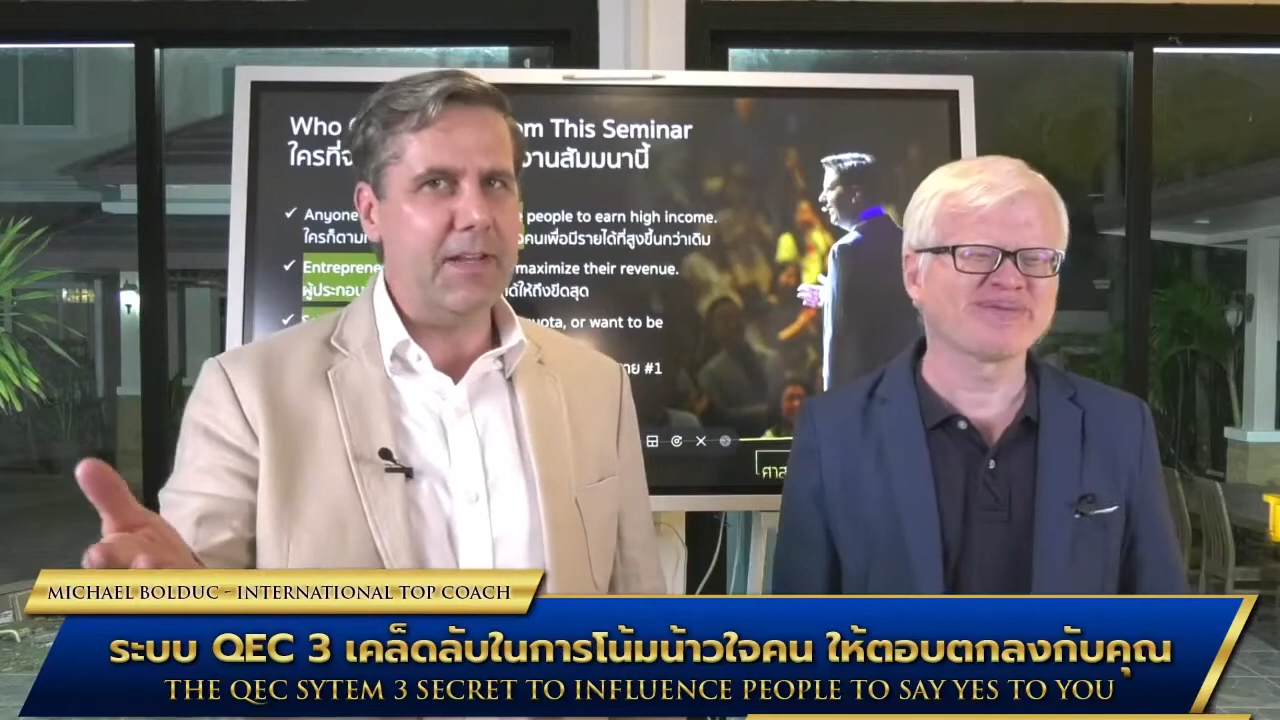 Who om This Seminar
ใครที่จ งานสัมมนานี้
Anyone people to earn high income.
ใครก็ตาม คนเพื่อมีรายได้ที่สูงขึ้นกว่าเดิม
Entreprene maximize their revenue.
ผู้ประกอบ ได้ให้ถึงขีดสุด
or want to be
#1
ศาส
MICHAEL BOLDUC - INTERNATIONAL TOP COACH
ระบบ QEC 3 เคล็ดลับในการโน้มน้าวใจคน ให้ตอบตกลงกับคุณ
THE QEC SYTEM 3 SECRET TO INFLUENCE PEOPLE TO SAY YES TO YOU